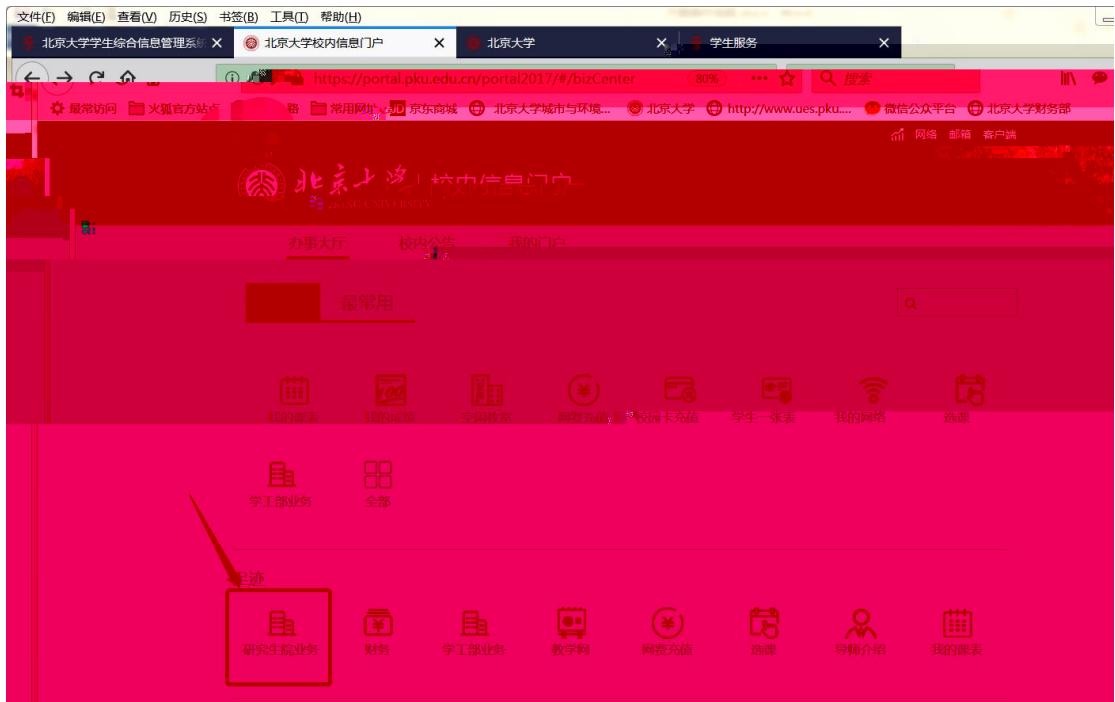 文件(F) 编辑(E) 查看(V) 历史(S) 书签(B) 工具(T) 帮助(H)
北京大学学生综合信息管理系统 北京大学校内信息门户 北京大学 学生服务
https://portal.pku.edu.cn/portal2017/#/bizCenter 80% 搜索
最常访问 火狐官方站点 常用网址 JD 京东商城 北京大学城市与环境... 北京大学 http://www.ues.pku.... 微信公众平台 北京大学财务部
网络 邮箱 客户端
北京大学 校内信息门户
办事大厅 校内公告 我的门户
最常用
我的课表 我的成绩 空闲教室 网费充值 校园卡充值 学生一张表 我的网络 选课
学工部业务 全部
足迹
研究生院业务 财务 学工部业务 教学网 网费充值 选课 导师介绍 我的课表